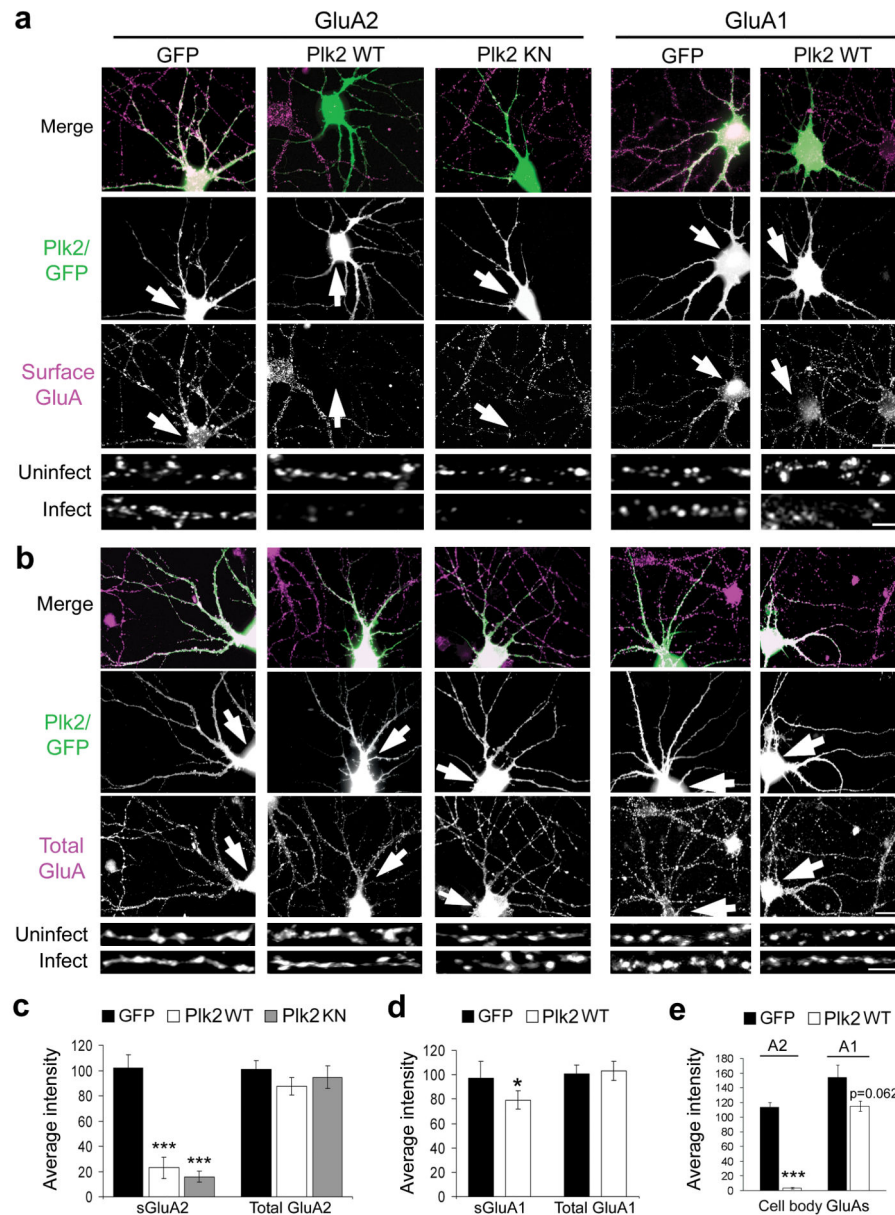 a
GluA2
GluA1
GFP
Plk2 WT
Plk2 KN
GFP
Plk2 WT
Merge
Plk2/
GFP
Surface
GluA
Uninfect
Infect
b
Merge
Plk2/
GFP
Total
GluA
Uninfect
Infect
c
GFP
Plk2 WT
Plk2 KN
Average intensity
120
100
80
60
40
20
0
***
***
sGluA2
Total GluA2
d
GFP
Plk2 WT
Average intensity
120
100
80
60
40
20
0
*
sGluA1
Total GluA1
e
GFP
Plk2 WT
A2
A1
Average intensity
180
160
140
120
100
80
60
40
20
0
***
p=0.062
Cell body GluAs